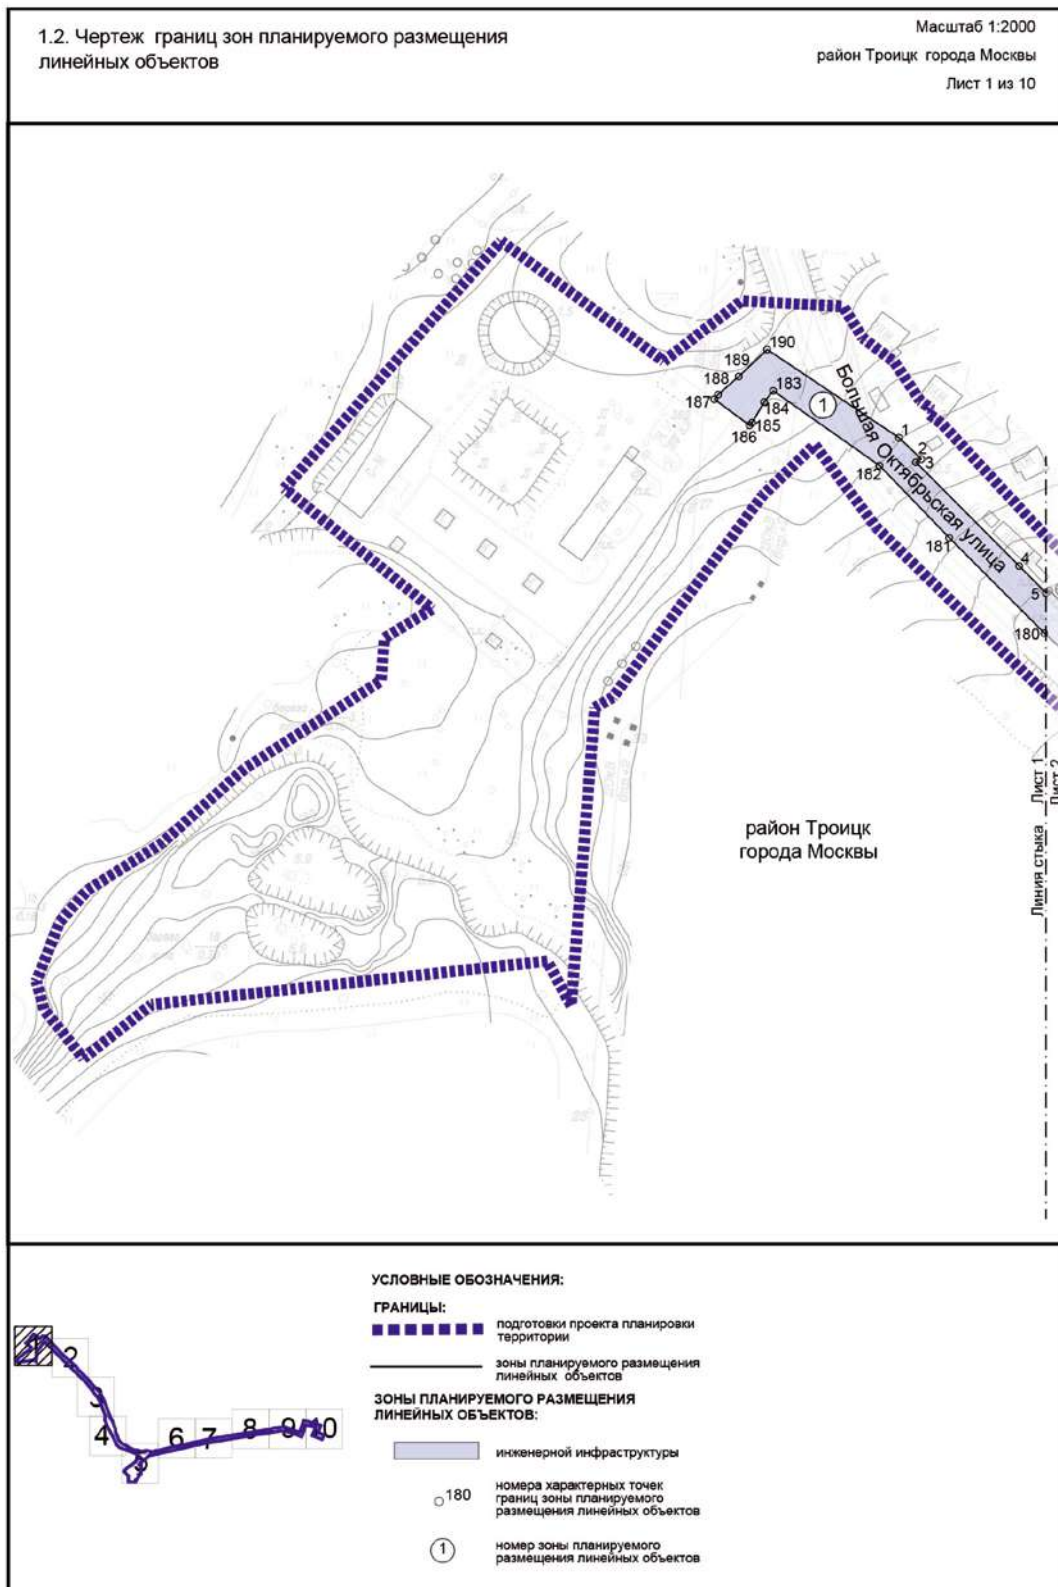 1.2. Чертеж границ зон планируемого размещения
линейных объектов
Масштаб 1:2000
район Троицк города Москвы
Лист 1 из 10
190
189
188
187
183
184
185
186
1
Большая Октябрьская улица
1
2
3
182
181
4
5
180
район Троицк
города Москвы
Линия стыка
Лист 1
Лист 2
1
2
3
4
5
6
7
8
9
10
УСЛОВНЫЕ ОБОЗНАЧЕНИЯ:
ГРАНИЦЫ:
подготовки проекта планировки
территории
зоны планируемого размещения
линейных объектов
ЗОНЫ ПЛАНИРУЕМОГО РАЗМЕЩЕНИЯ
ЛИНЕЙНЫХ ОБЪЕКТОВ:
инженерной инфраструктуры
180
номера характерных точек
границ зоны планируемого
размещения линейных объектов
1
номер зоны планируемого
размещения линейных объектов